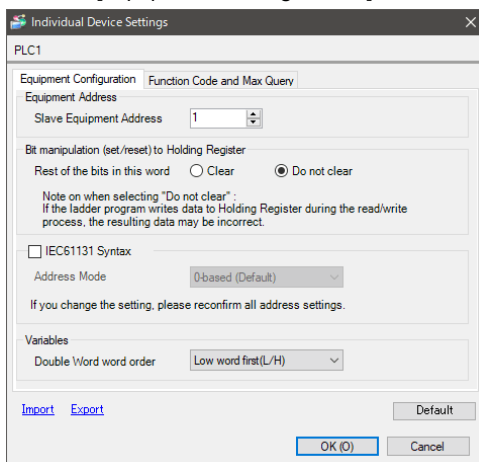 Individual Device Settings
PLC1
Equipment Configuration Function Code and Max Query
Equipment Address
Slave Equipment Address 1
Bit manipulation (set/reset) to Holding Register
Rest of the bits in this word Clear Do not clear
Note on when selecting "Do not clear" :
If the ladder program writes data to Holding Register during the read/write
process, the resulting data may be incorrect.
IEC61131 Syntax
Address Mode 0-based (Default)
If you change the setting, please reconfirm all address settings.
Variables
Double Word word order Low word first(L/H)
Import Export Default
OK (O) Cancel